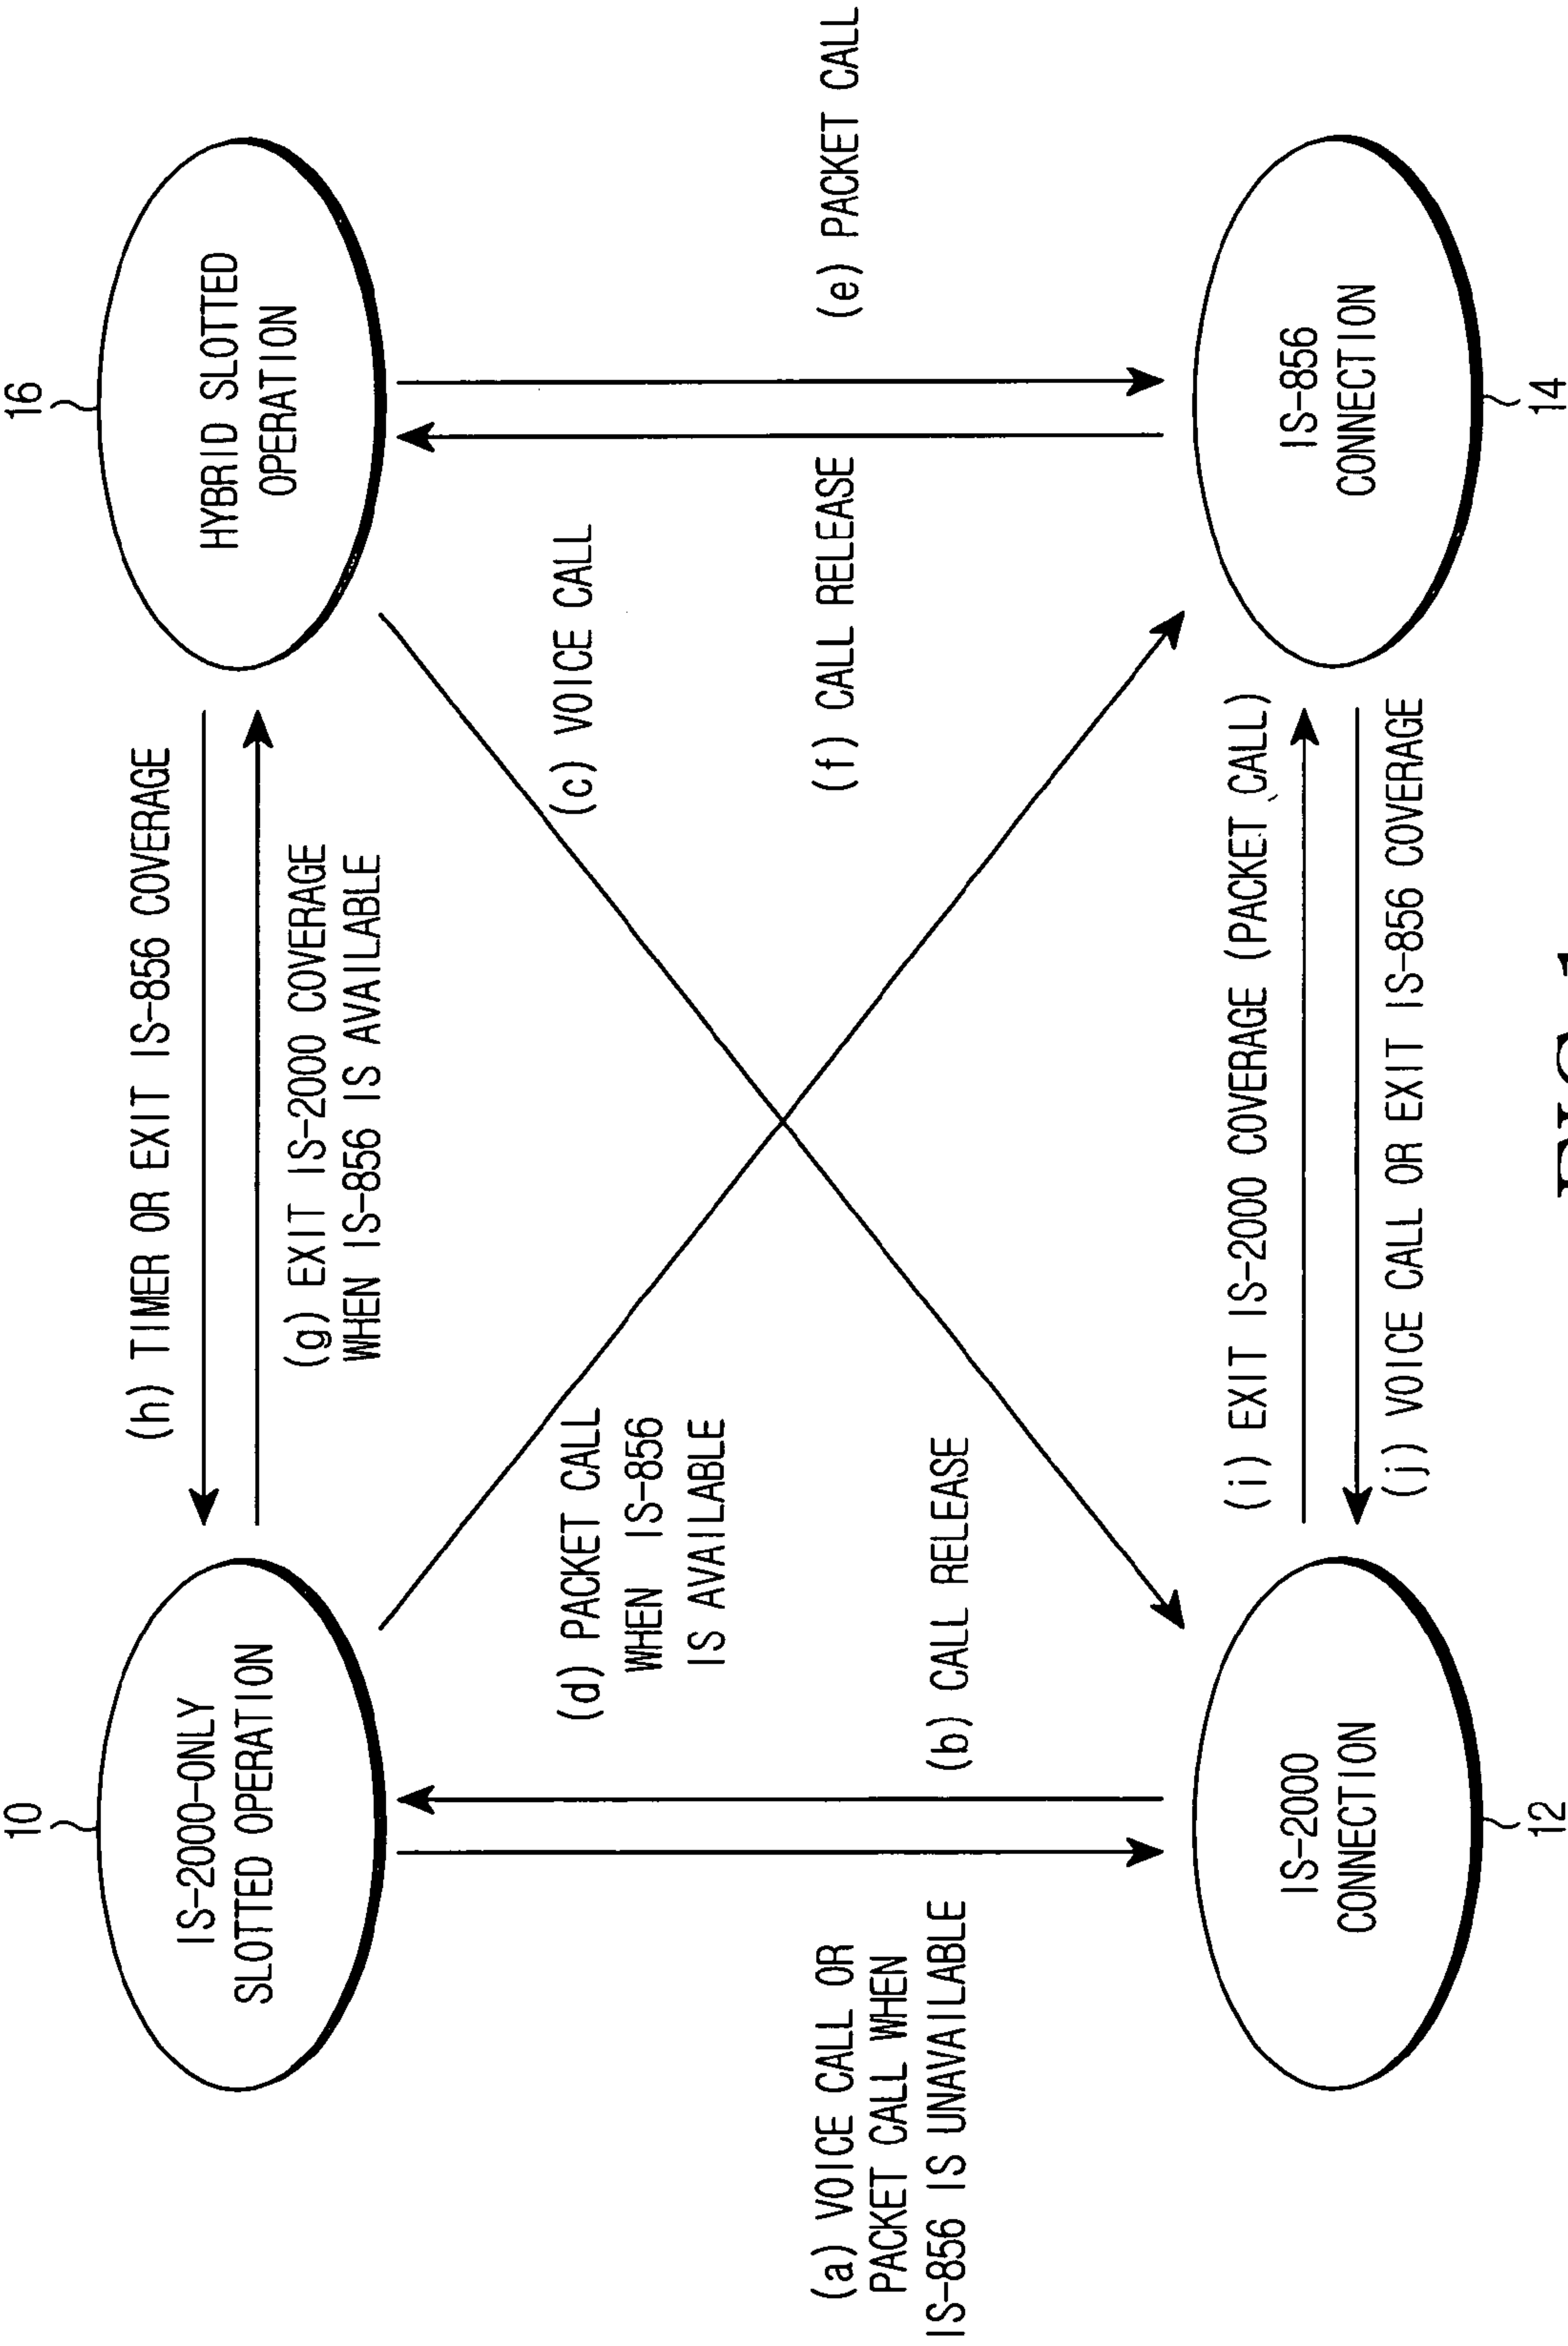 10
16
IS-2000-ONLY
SLOTTED OPERATION
HYBRID SLOTTED
OPERATION
(h) TIMER OR EXIT IS-856 COVERAGE
(g) EXIT IS-2000 COVERAGE
WHEN IS-856 IS AVAILABLE
(d) PACKET CALL
WHEN IS-856
IS AVAILABLE
(c) VOICE CALL
(a) VOICE CALL OR
PACKET CALL WHEN
IS-856 IS UNAVAILABLE
(b) CALL RELEASE
(f) CALL RELEASE
(e) PACKET CALL
(i) EXIT IS-2000 COVERAGE (PACKET CALL)
(j) VOICE CALL OR EXIT IS-856 COVERAGE
IS-2000
CONNECTION
IS-856
CONNECTION
12
14